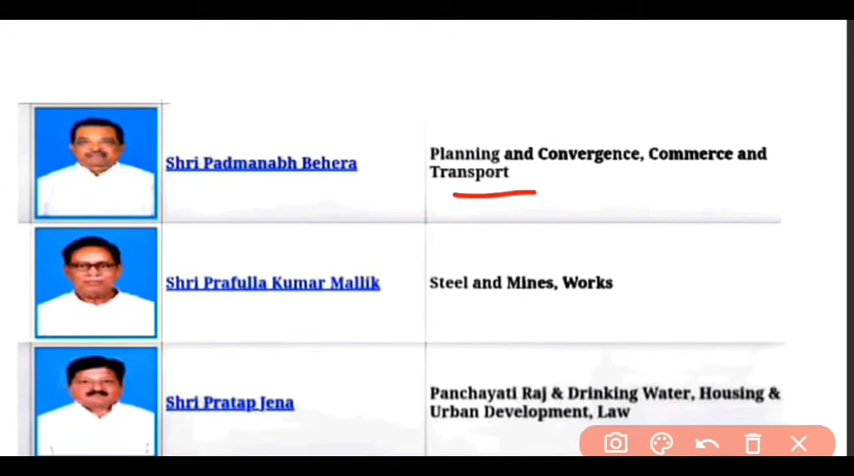 Shri Padmanabh Behera
Planning and Convergence, Commerce and
Transport
Shri Prafulla Kumar Mallik
Steel and Mines, Works
Shri Pratap Jena
Panchayati Raj & Drinking Water, Housing &
Urban Development, Law